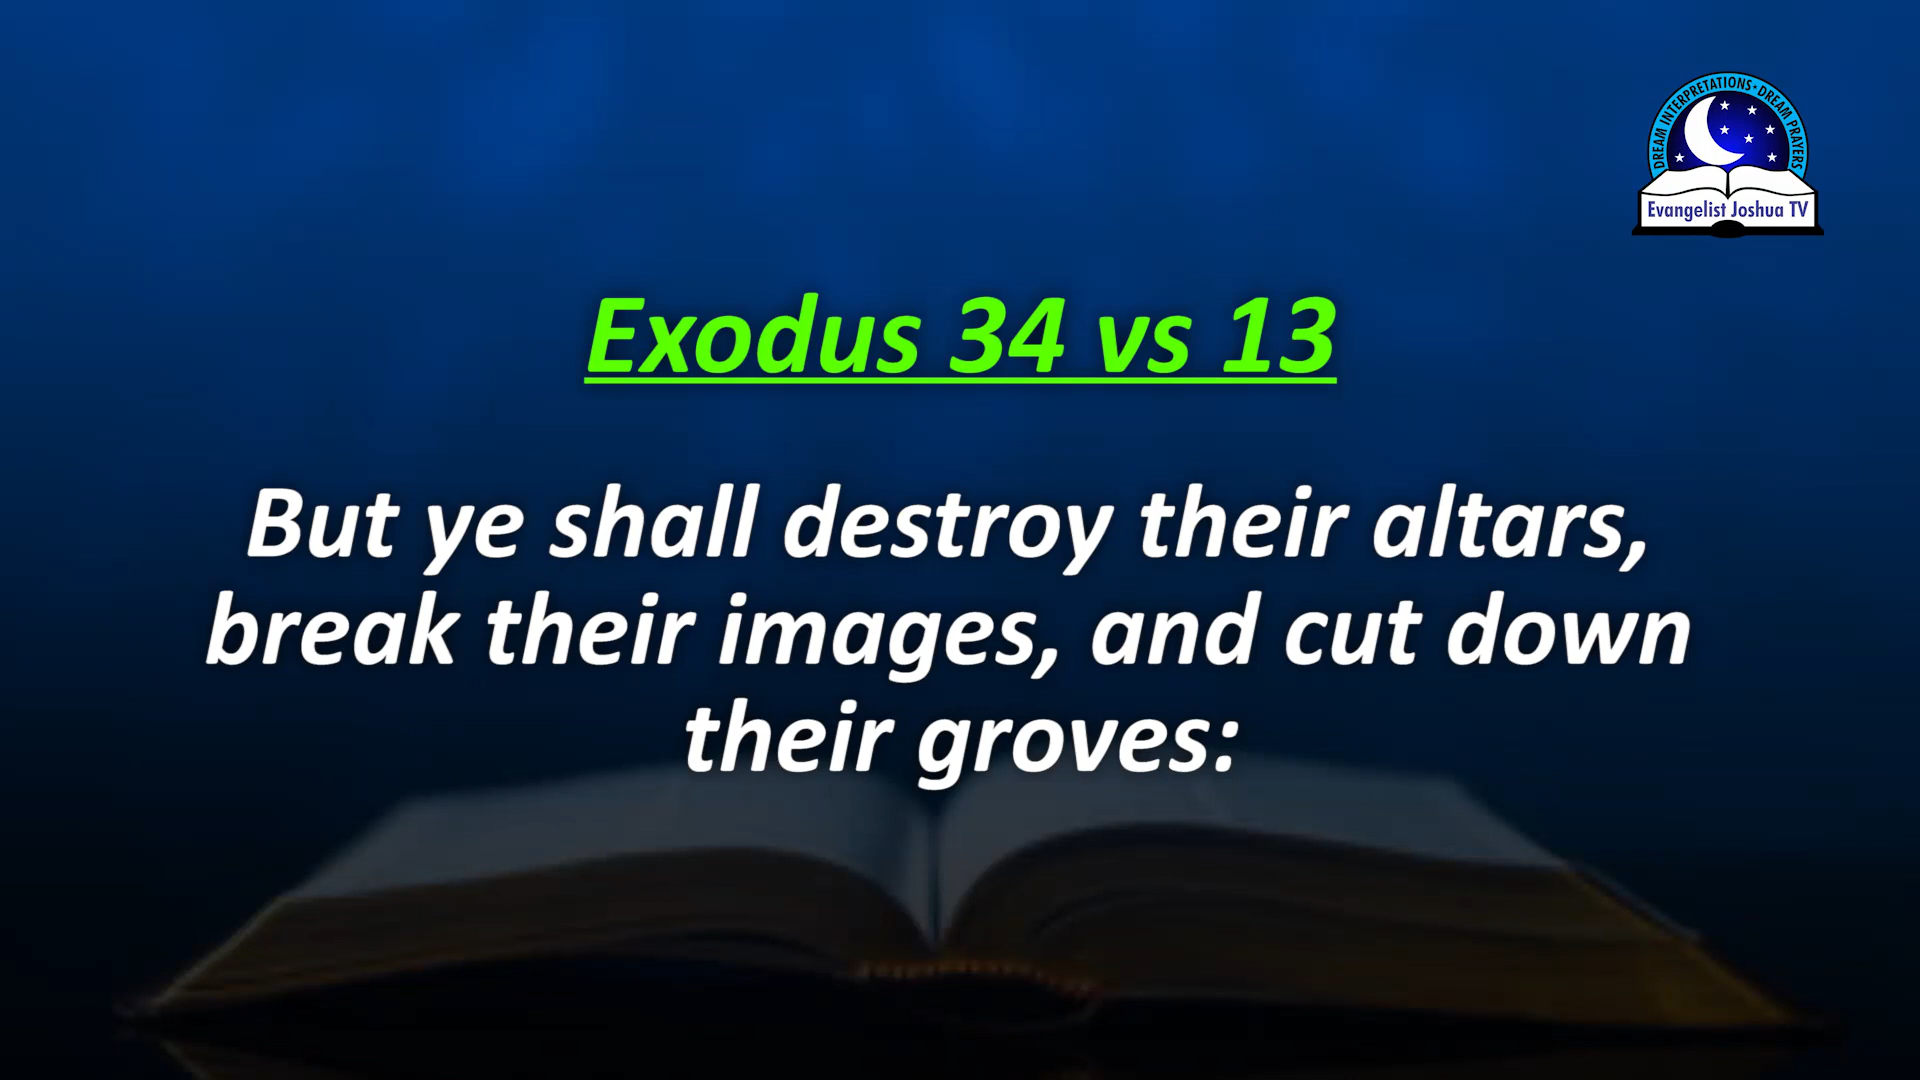 DREAM INTERPRETATIONS · DREAM PRAYERS
Evangelist Joshua TV
Exodus 34 vs 13
But ye shall destroy their altars,
break their images, and cut down
their groves: